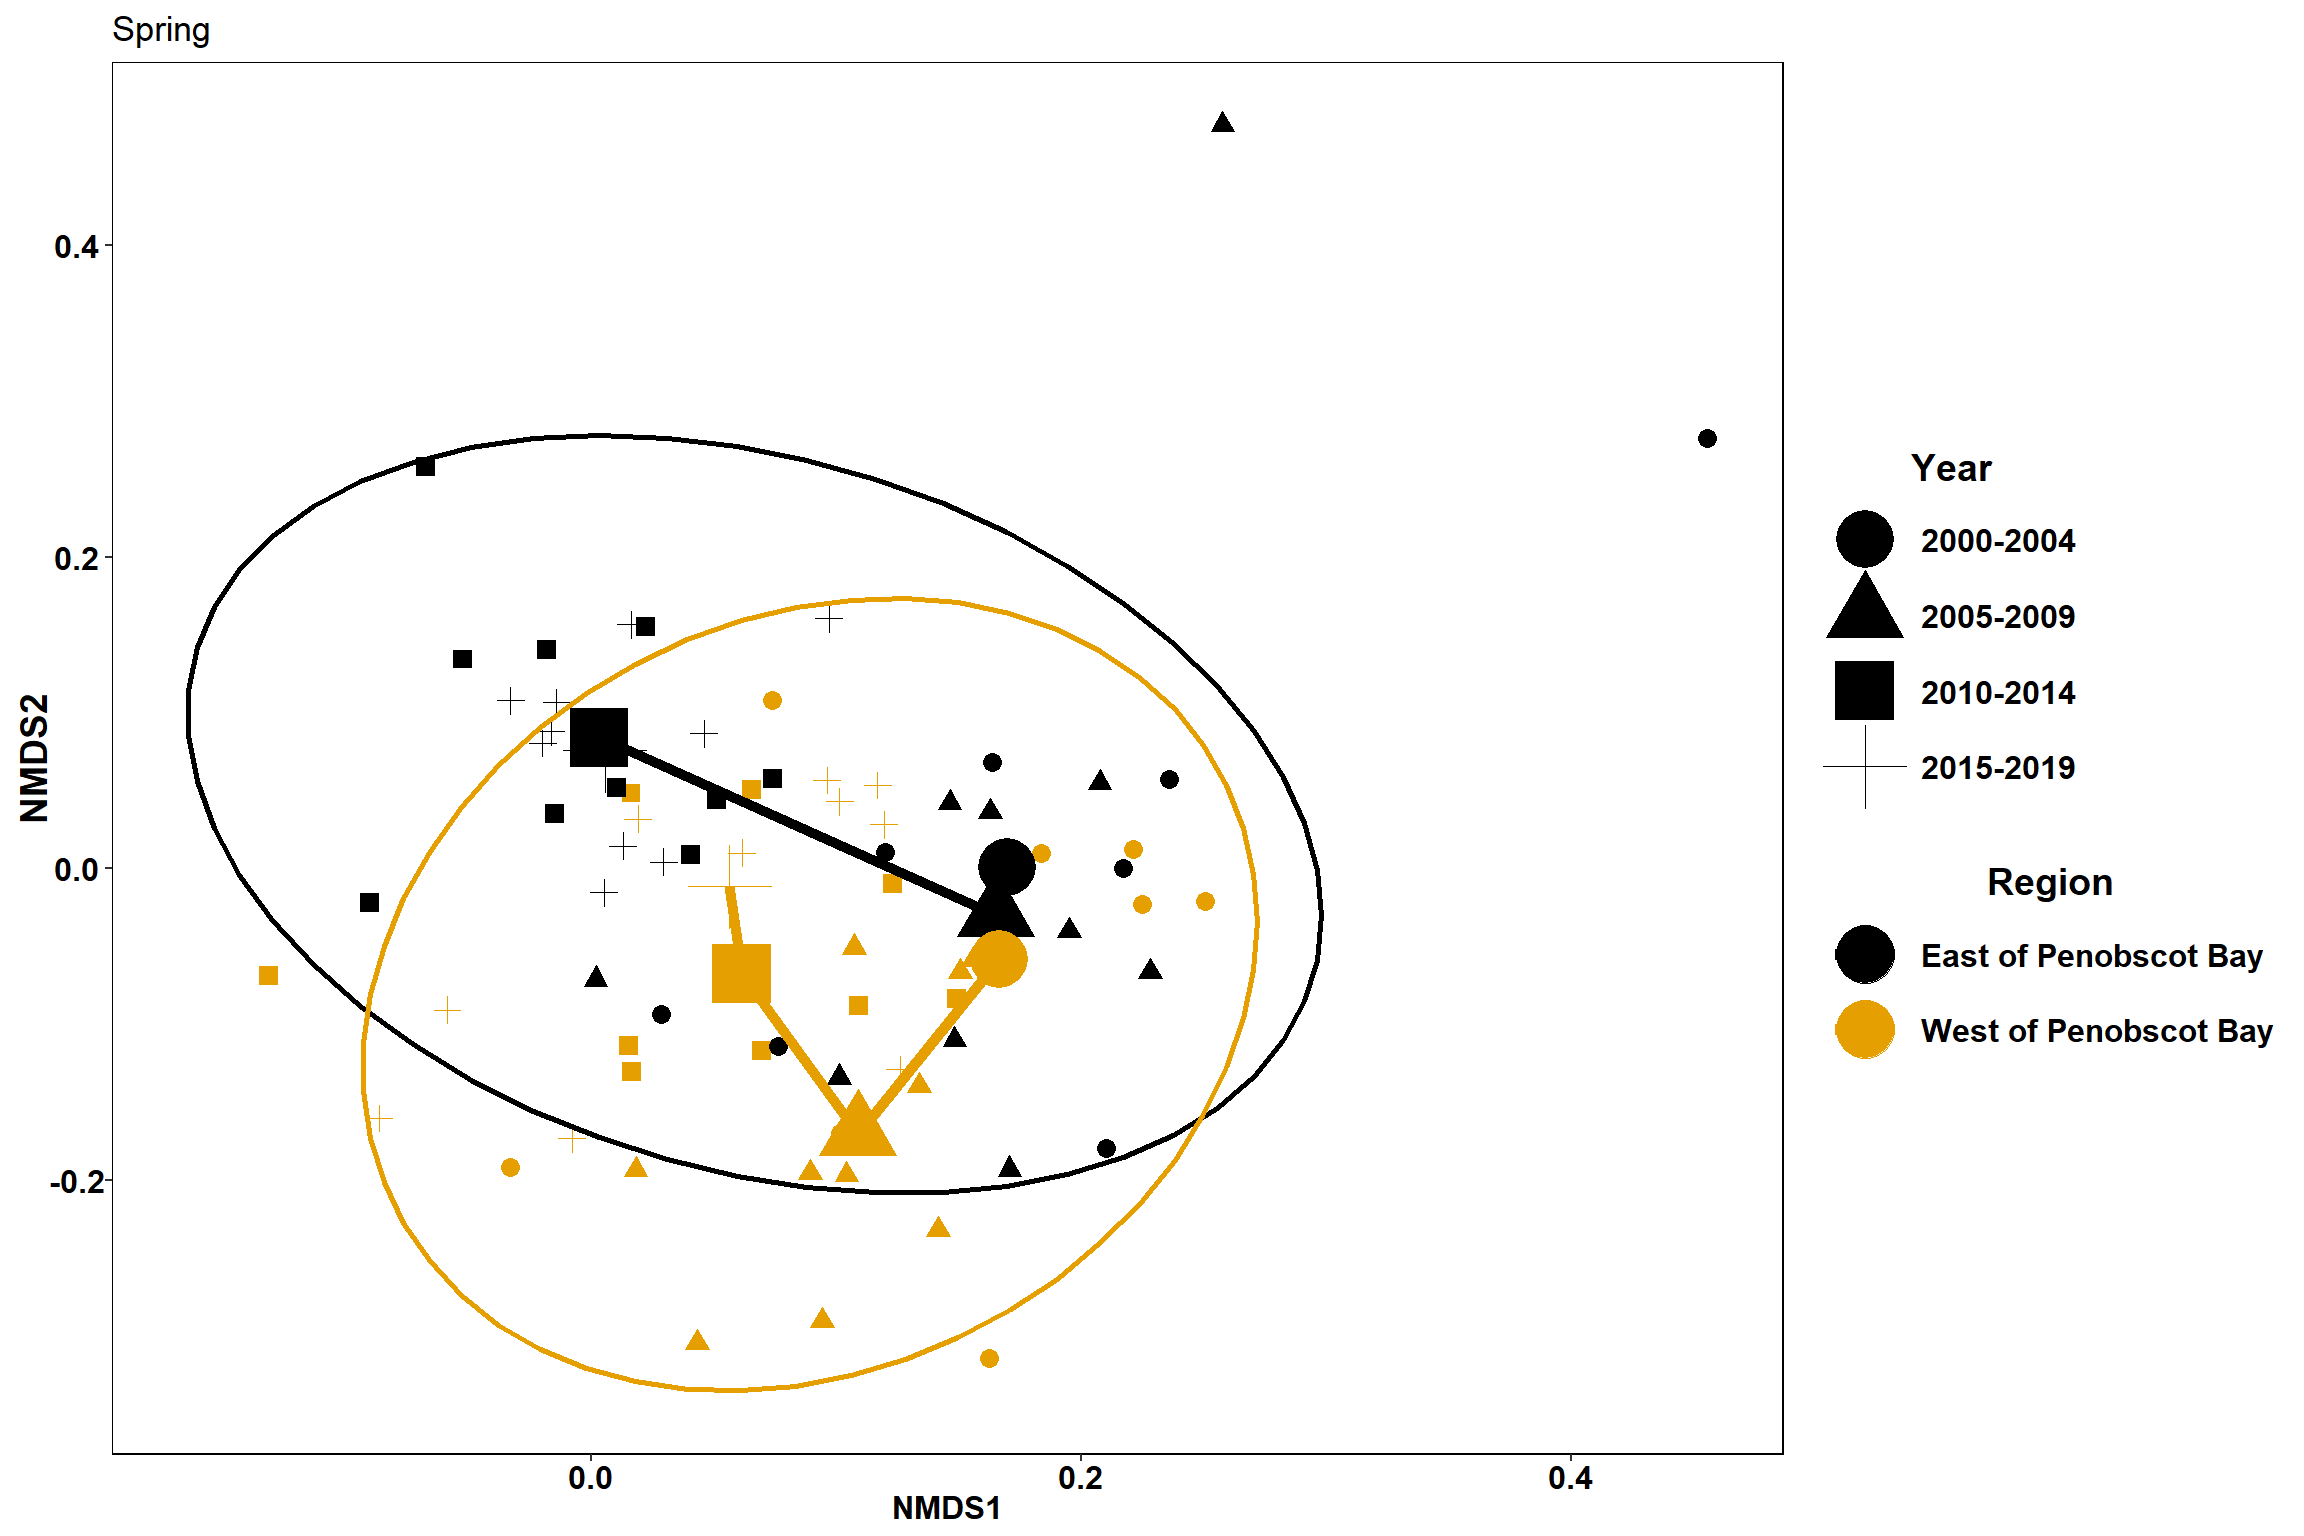 Spring
0.4
0.2
0.0
-0.2
NMDS2
0.0
0.2
0.4
NMDS1
Year
2000-2004
2005-2009
2010-2014
2015-2019
Region
East of Penobscot Bay
West of Penobscot Bay